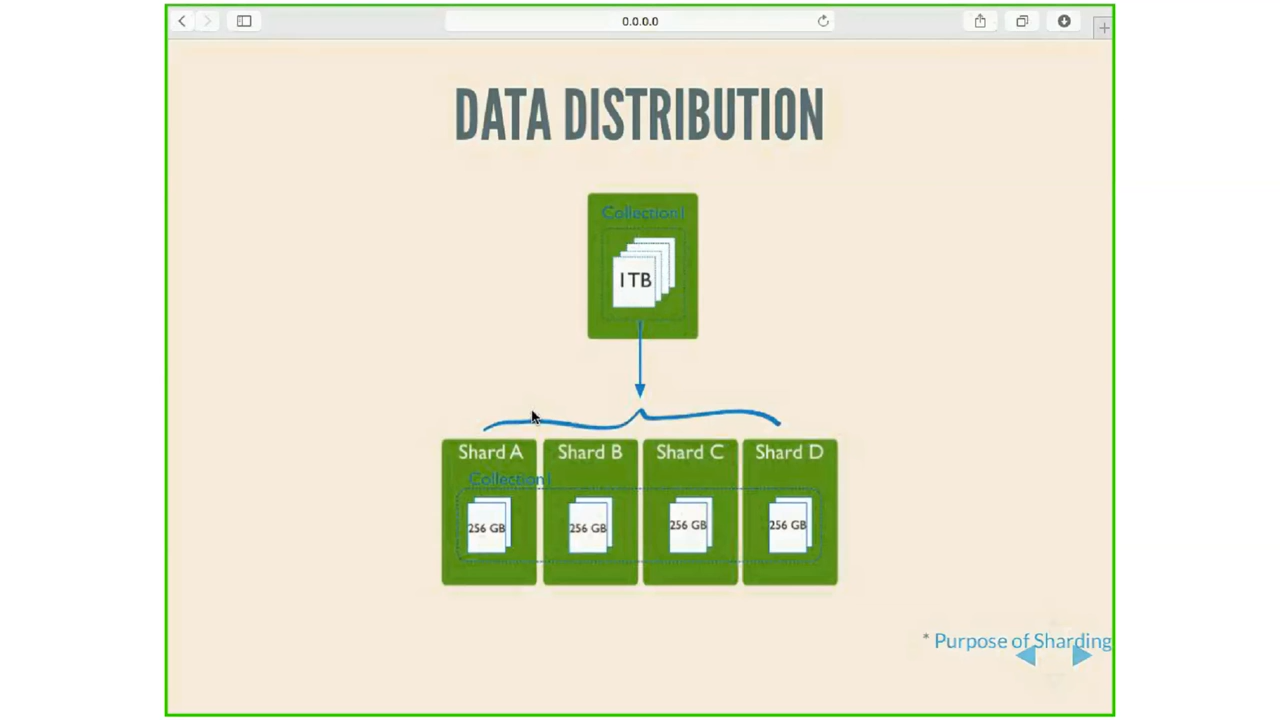 0.0.0.0
DATA DISTRIBUTION
Collection1
1TB
Shard A
Shard B
Shard C
Shard D
Collection1
256 GB
256 GB
256 GB
256 GB
* Purpose of Sharding